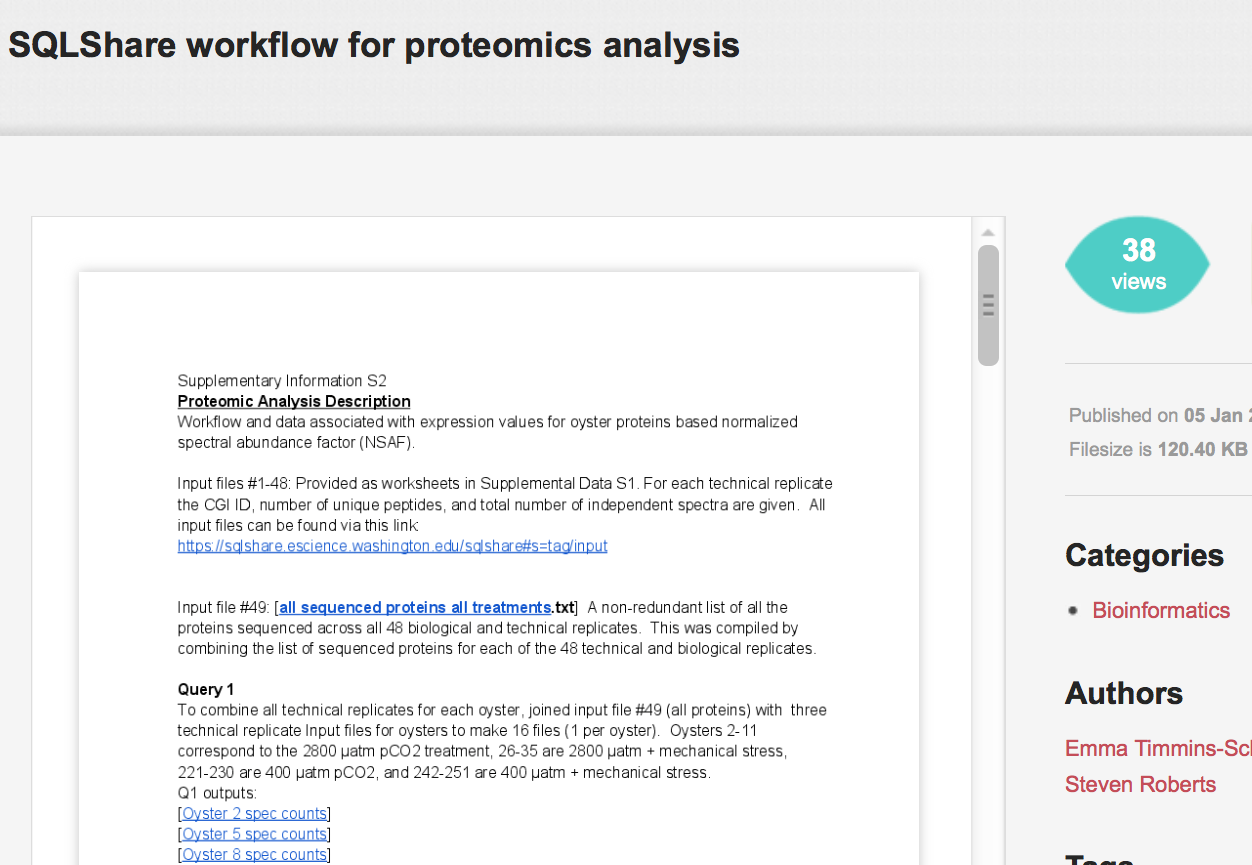 SQLShare workflow for proteomics analysis
38
views
Supplementary Information S2
Proteomic Analysis Description
Workflow and data associated with expression values for oyster proteins based normalized
spectral abundance factor (NSAF).
Input files #1-48: Provided as worksheets in Supplemental Data S1. For each technical replicate
the CGI ID, number of unique peptides, and total number of independent spectra are given.  All
input files can be found via this link:
https://sqlshare.escience.washington.edu/sqlshare#s=tag/input
Input file #49: [all sequenced proteins all treatments.txt]  A non-redundant list of all the
proteins sequenced across all 48 biological and technical replicates.  This was compiled by
combining the list of sequenced proteins for each of the 48 technical and biological replicates.
Query 1
To combine all technical replicates for each oyster, joined input file #49 (all proteins) with  three
technical replicate Input files for oysters to make 16 files (1 per oyster).  Oysters 2-11
correspond to the 2800 µatm pCO2 treatment, 26-35 are 2800 µatm + mechanical stress,
221-230 are 400 µatm pCO2, and 242-251 are 400 µatm + mechanical stress.
Q1 outputs:
[Oyster 2 spec counts]
[Oyster 5 spec counts]
[Oyster 8 spec counts]
Published on 05 Jan
Filesize is 120.40 KB
Categories
Bioinformatics
Authors
Emma Timmins-Sc
Steven Roberts
Tags